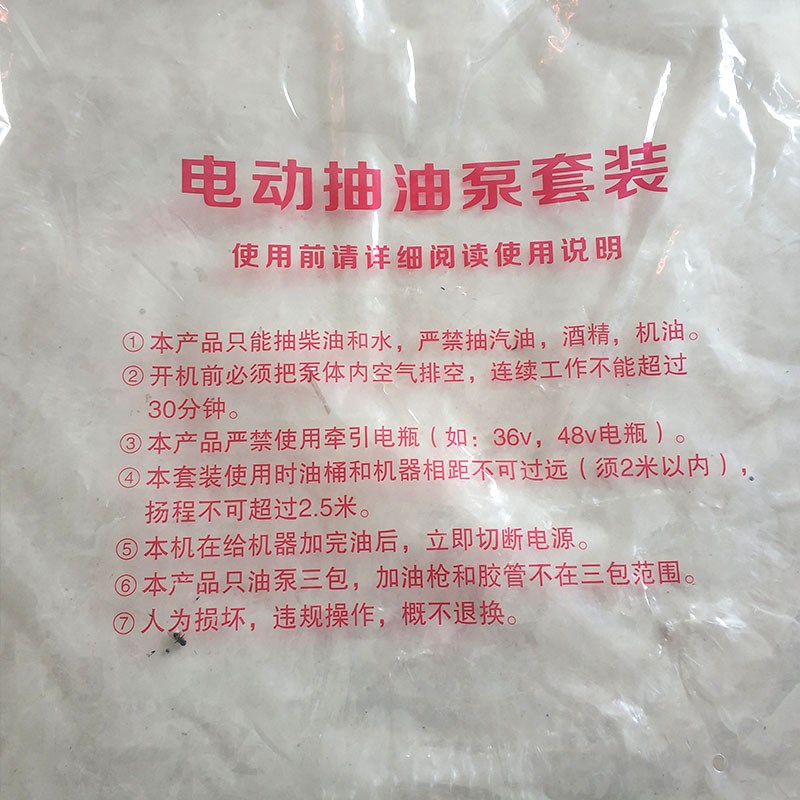 电动抽油泵套装
使用前请详细阅读使用说明
①本产品只能抽柴油和水，严禁抽汽油，酒精，机油。
②开机前必须把泵体内空气排空，连续工作不能超过
30分钟。
③本产品严禁使用牵引电瓶（如：36v，48v电瓶）。
④本套装使用时油桶和机器相距不可过远（须2米以内），
扬程不可超过2.5米。
⑤本机在给机器加完油后，立即切断电源。
⑥本产品只油泵三包，加油枪和胶管不在三包范围。
⑦人为损坏，违规操作，概不退换。